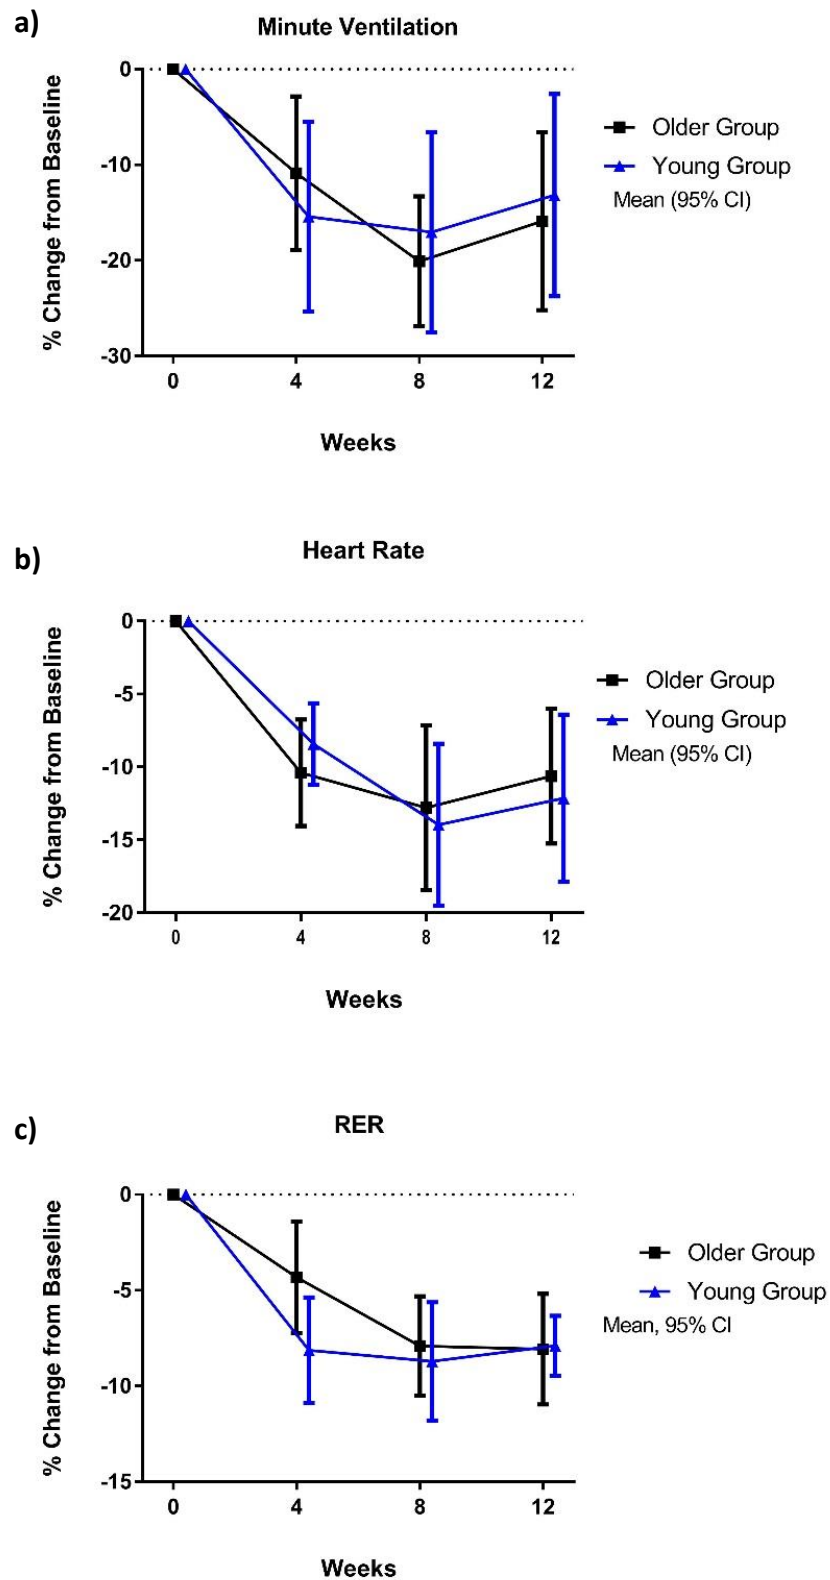 a)
Minute Ventilation
% Change from Baseline
0
-10
-20
-30
0 4 8 12
Weeks
Older Group
Young Group
Mean (95% CI)
b)
Heart Rate
% Change from Baseline
0
-5
-10
-15
-20
0 4 8 12
Weeks
Older Group
Young Group
Mean (95% CI)
c)
RER
% Change from Baseline
0
-5
-10
-15
0 4 8 12
Weeks
Older Group
Young Group
Mean, 95% CI